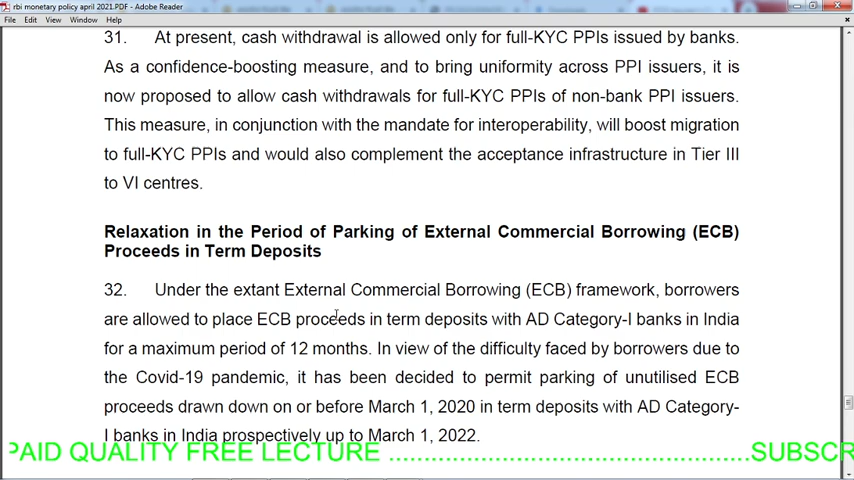 rbi monetary policy april 2021.PDF - Adobe Reader
File Edit View Window Help
31. At present, cash withdrawal is allowed only for full-KYC PPIs issued by banks.
As a confidence-boosting measure, and to bring uniformity across PPI issuers, it is
now proposed to allow cash withdrawals for full-KYC PPIs of non-bank PPI issuers.
This measure, in conjunction with the mandate for interoperability, will boost migration
to full-KYC PPIs and would also complement the acceptance infrastructure in Tier III
to VI centres.
Relaxation in the Period of Parking of External Commercial Borrowing (ECB)
Proceeds in Term Deposits
32. Under the extant External Commercial Borrowing (ECB) framework, borrowers
are allowed to place ECB proceeds in term deposits with AD Category-I banks in India
for a maximum period of 12 months. In view of the difficulty faced by borrowers due to
the Covid-19 pandemic, it has been decided to permit parking of unutilised ECB
proceeds drawn down on or before March 1, 2020 in term deposits with AD Category-
I banks in India prospectively up to March 1, 2022.
PAID QUALITY FREE LECTURE ..................................................SUBSCR